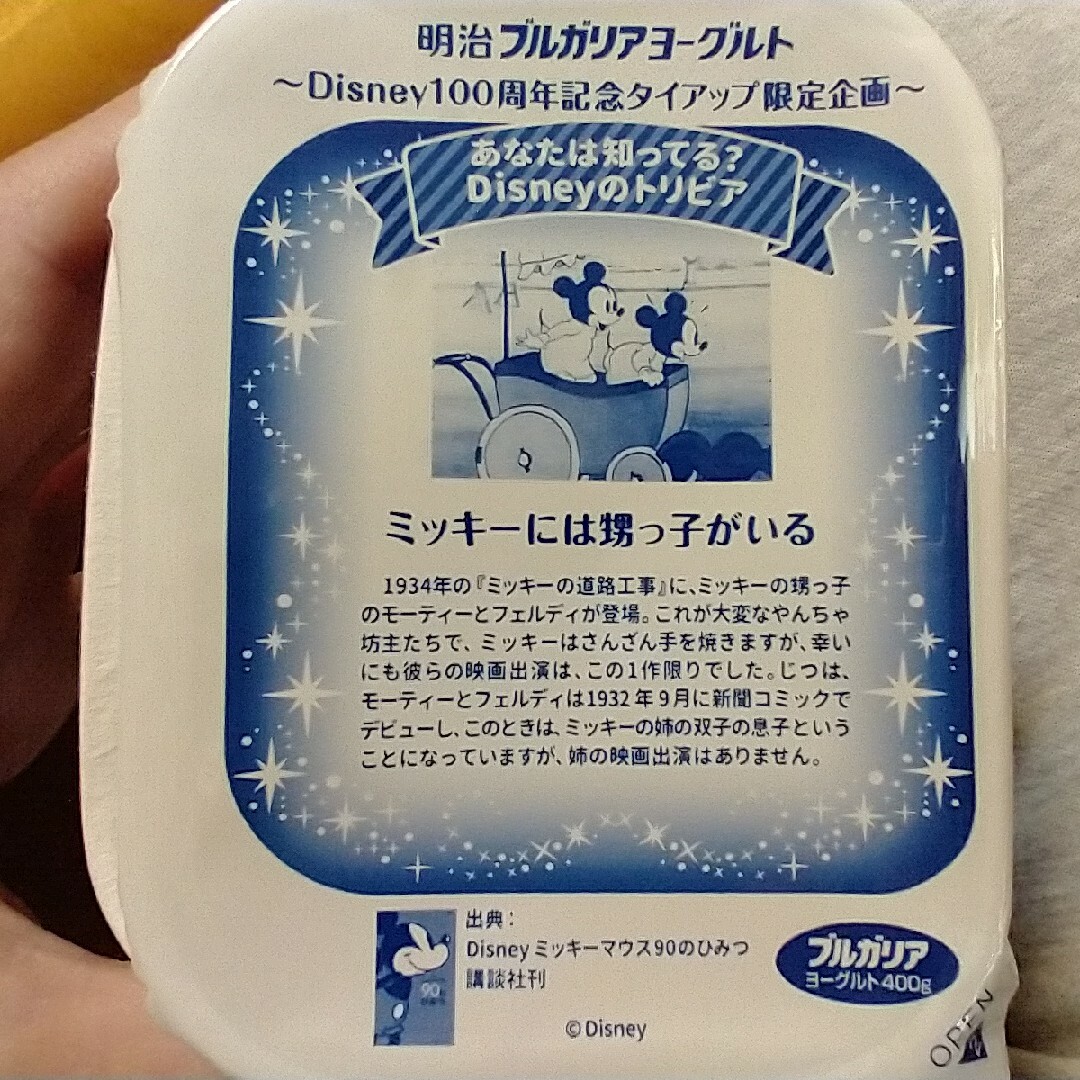 明治ブルガリアヨーグルト
～Disney100周年記念タイアップ限定企画～
あなたは知ってる?
Disneyのトリビア
ミッキーには甥っ子がいる
1934年の『ミッキーの道路工事』に、ミッキーの甥っ子
のモーティーとフェルディが登場。これが大変なやんちゃ
坊主たちで、ミッキーはさんざん手を焼きますが、幸い
にも彼らの映画出演は、この1作限りでした。じつは、
モーティーとフェルディは1932年9月に新聞コミックで
デビューし、このときは、ミッキーの姉の双子の息子という
ことになっていますが、姉の映画出演はありません。
出典：
Disneyミッキーマウス90のひみつ
講談社刊
90
ブルガリア
ヨーグルト400g
©Disney
OPEN